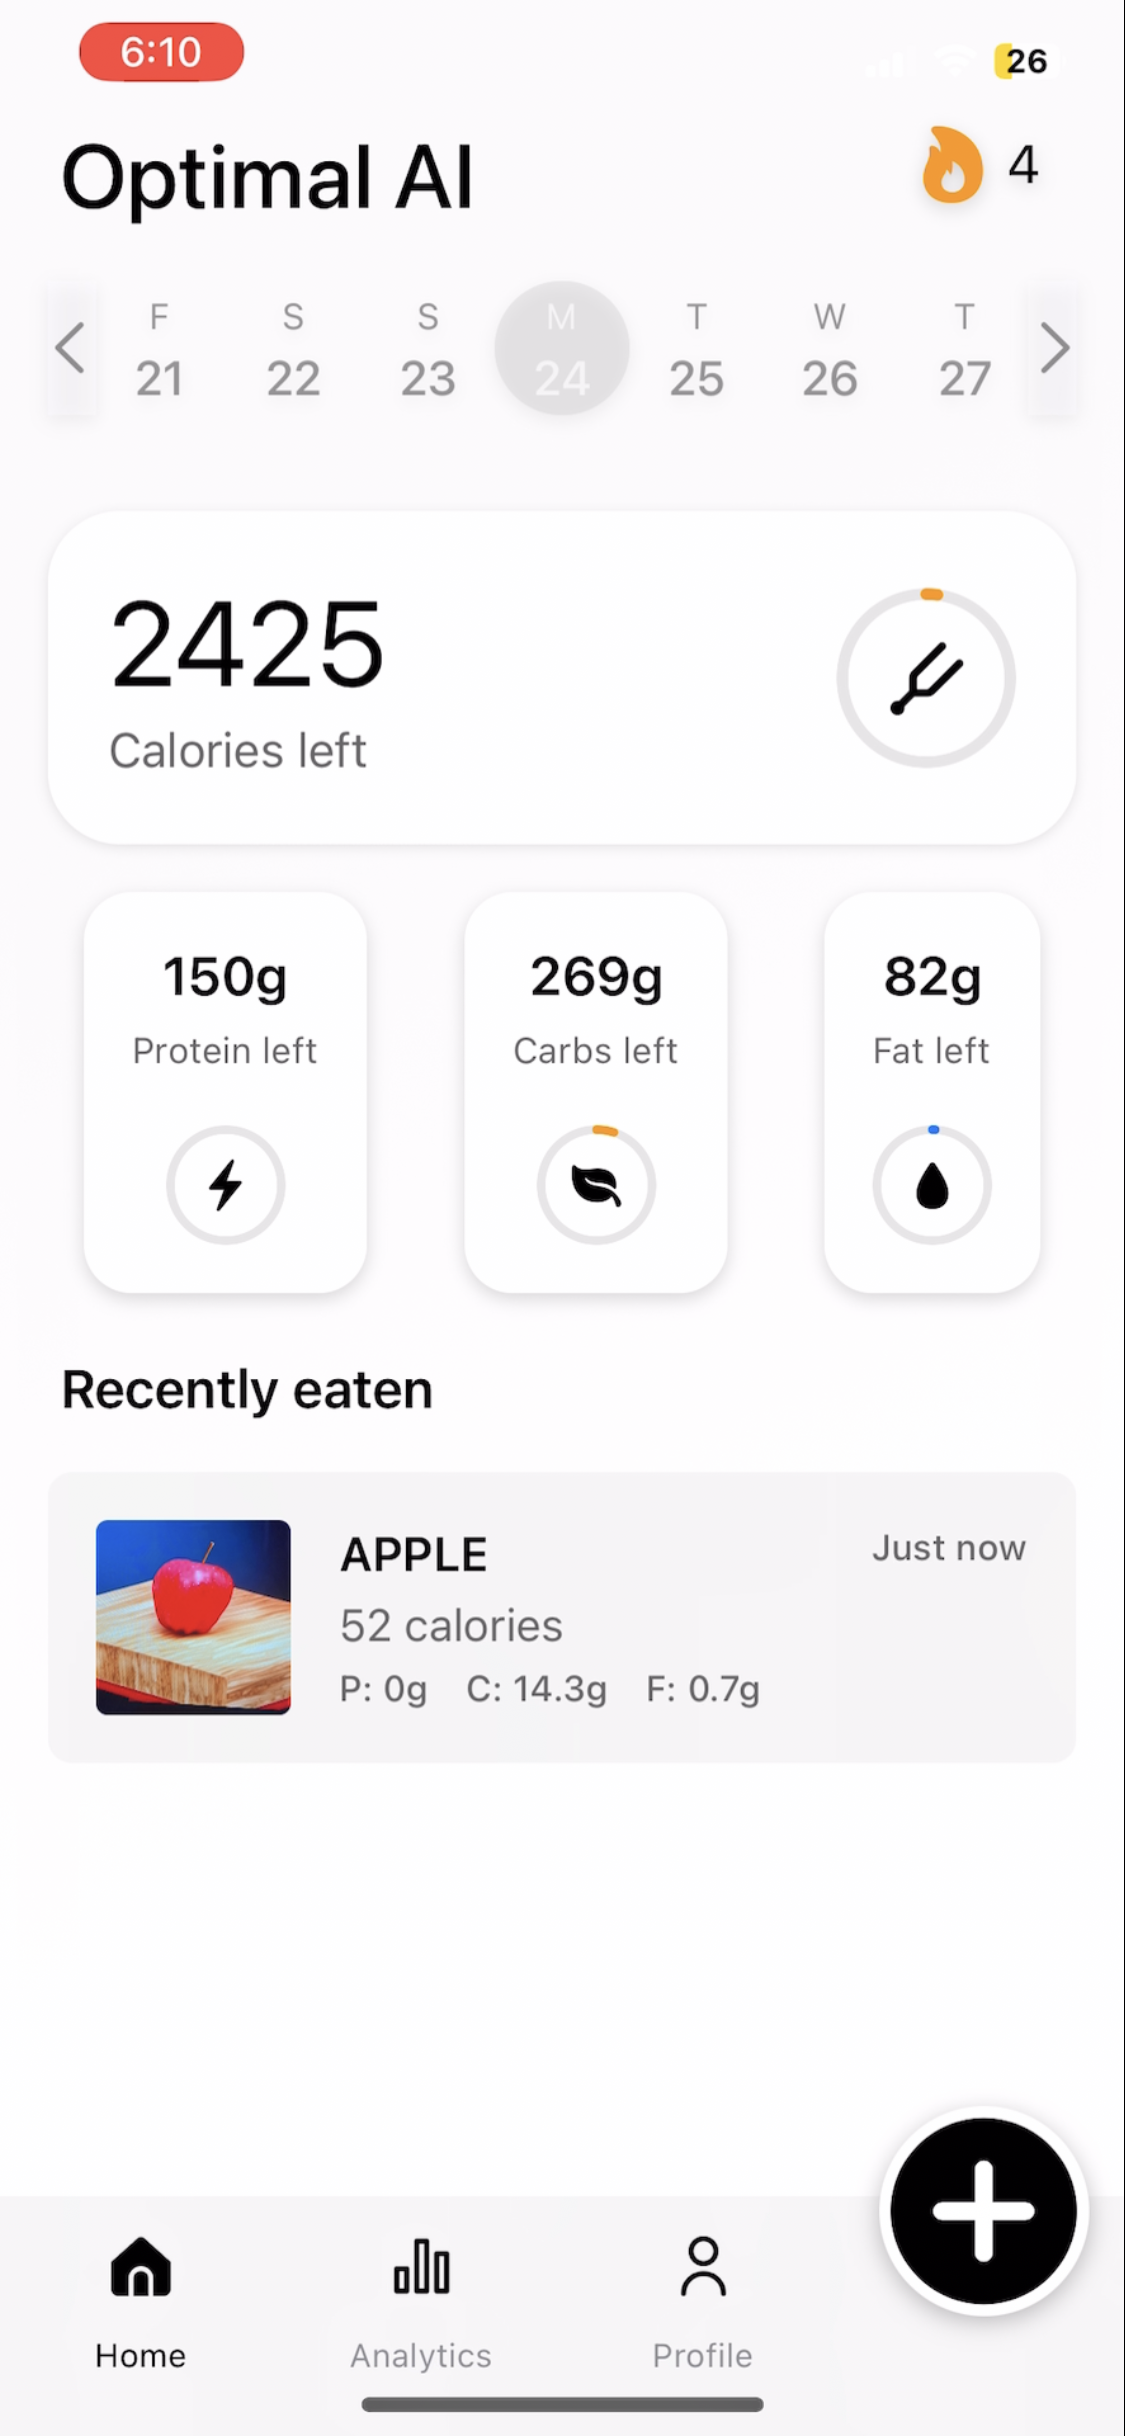 6:10
26
Optimal AI
4
F S S M T W T
21 22 23 24 25 26 27
2425
Calories left
150g
Protein left
269g
Carbs left
82g
Fat left
Recently eaten
APPLE
Just now
52 calories
P: 0g C: 14.3g F: 0.7g
Home
Analytics
Profile